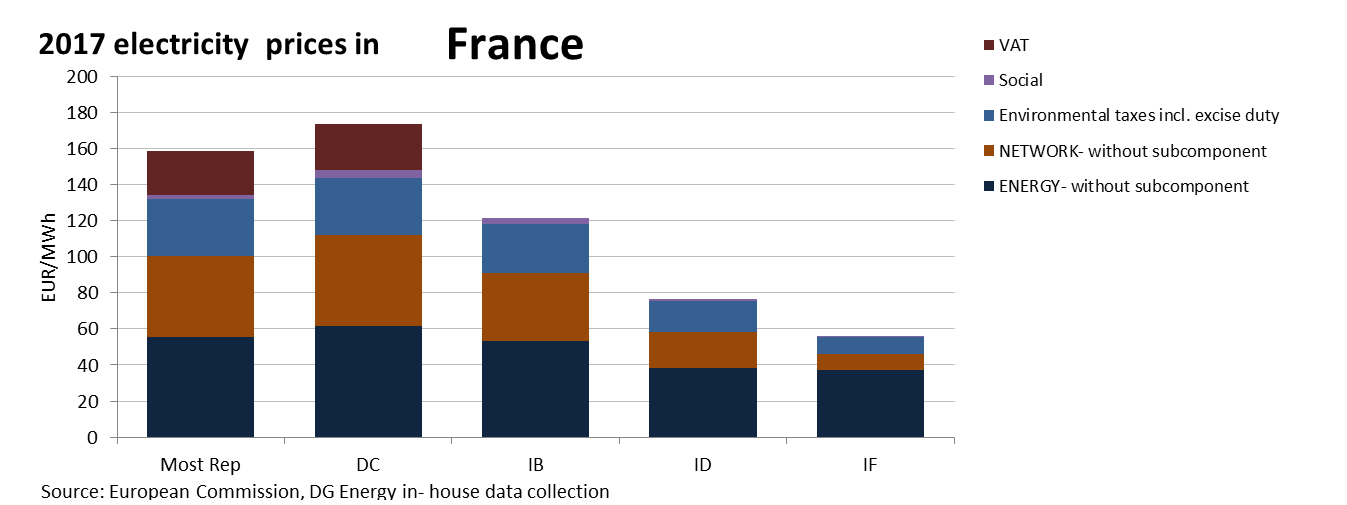 2017 electricity prices in France
VAT
Social
Environmental taxes incl. excise duty
NETWORK- without subcomponent
ENERGY- without subcomponent
EUR/MWh
200
180
160
140
120
100
80
60
40
20
0
Most Rep DC IB ID IF
Source: European Commission, DG Energy in- house data collection